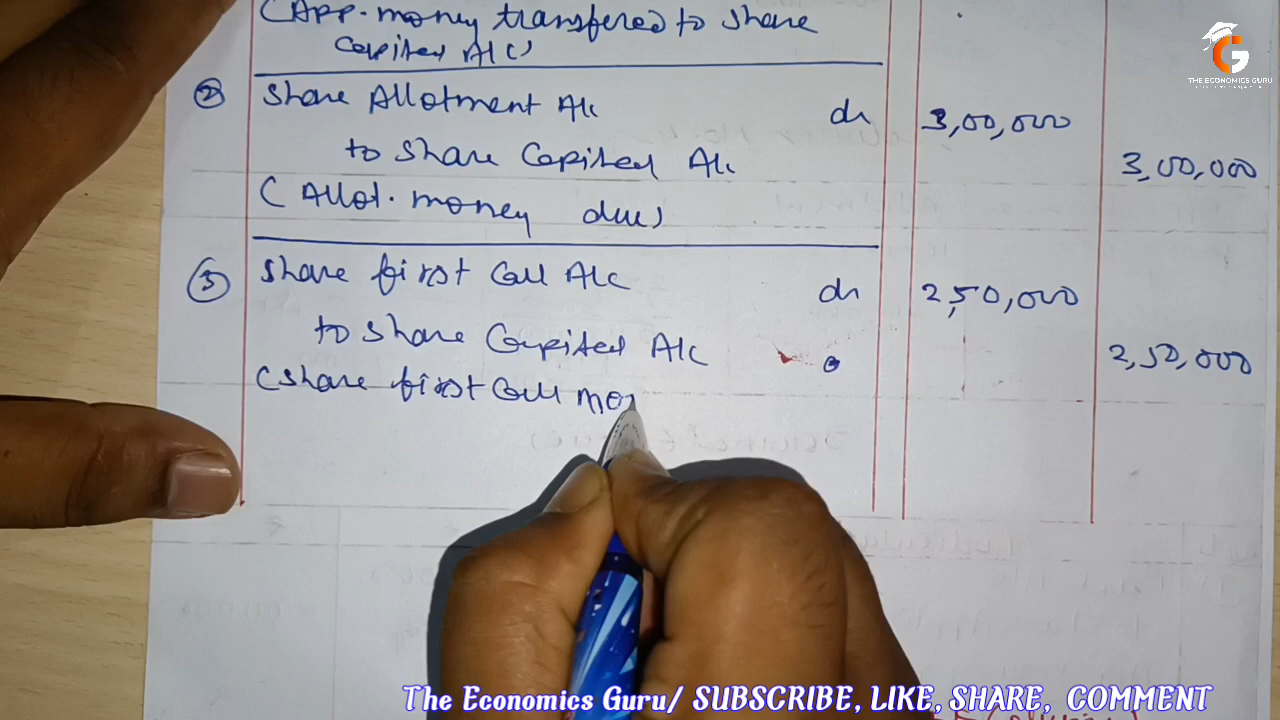 (App. money transfered to share
Capital A/c)
② Share Allotment A/c dr 3,00,000
to share Capital A/c 3,00,000
(Allot. money due)
③ Share first Call A/c dr 2,50,000
to share Capital A/c 2,50,000
(Share first Call mon
THE ECONOMICS GURU
The Economics Guru/ SUBSCRIBE, LIKE, SHARE, COMMENT